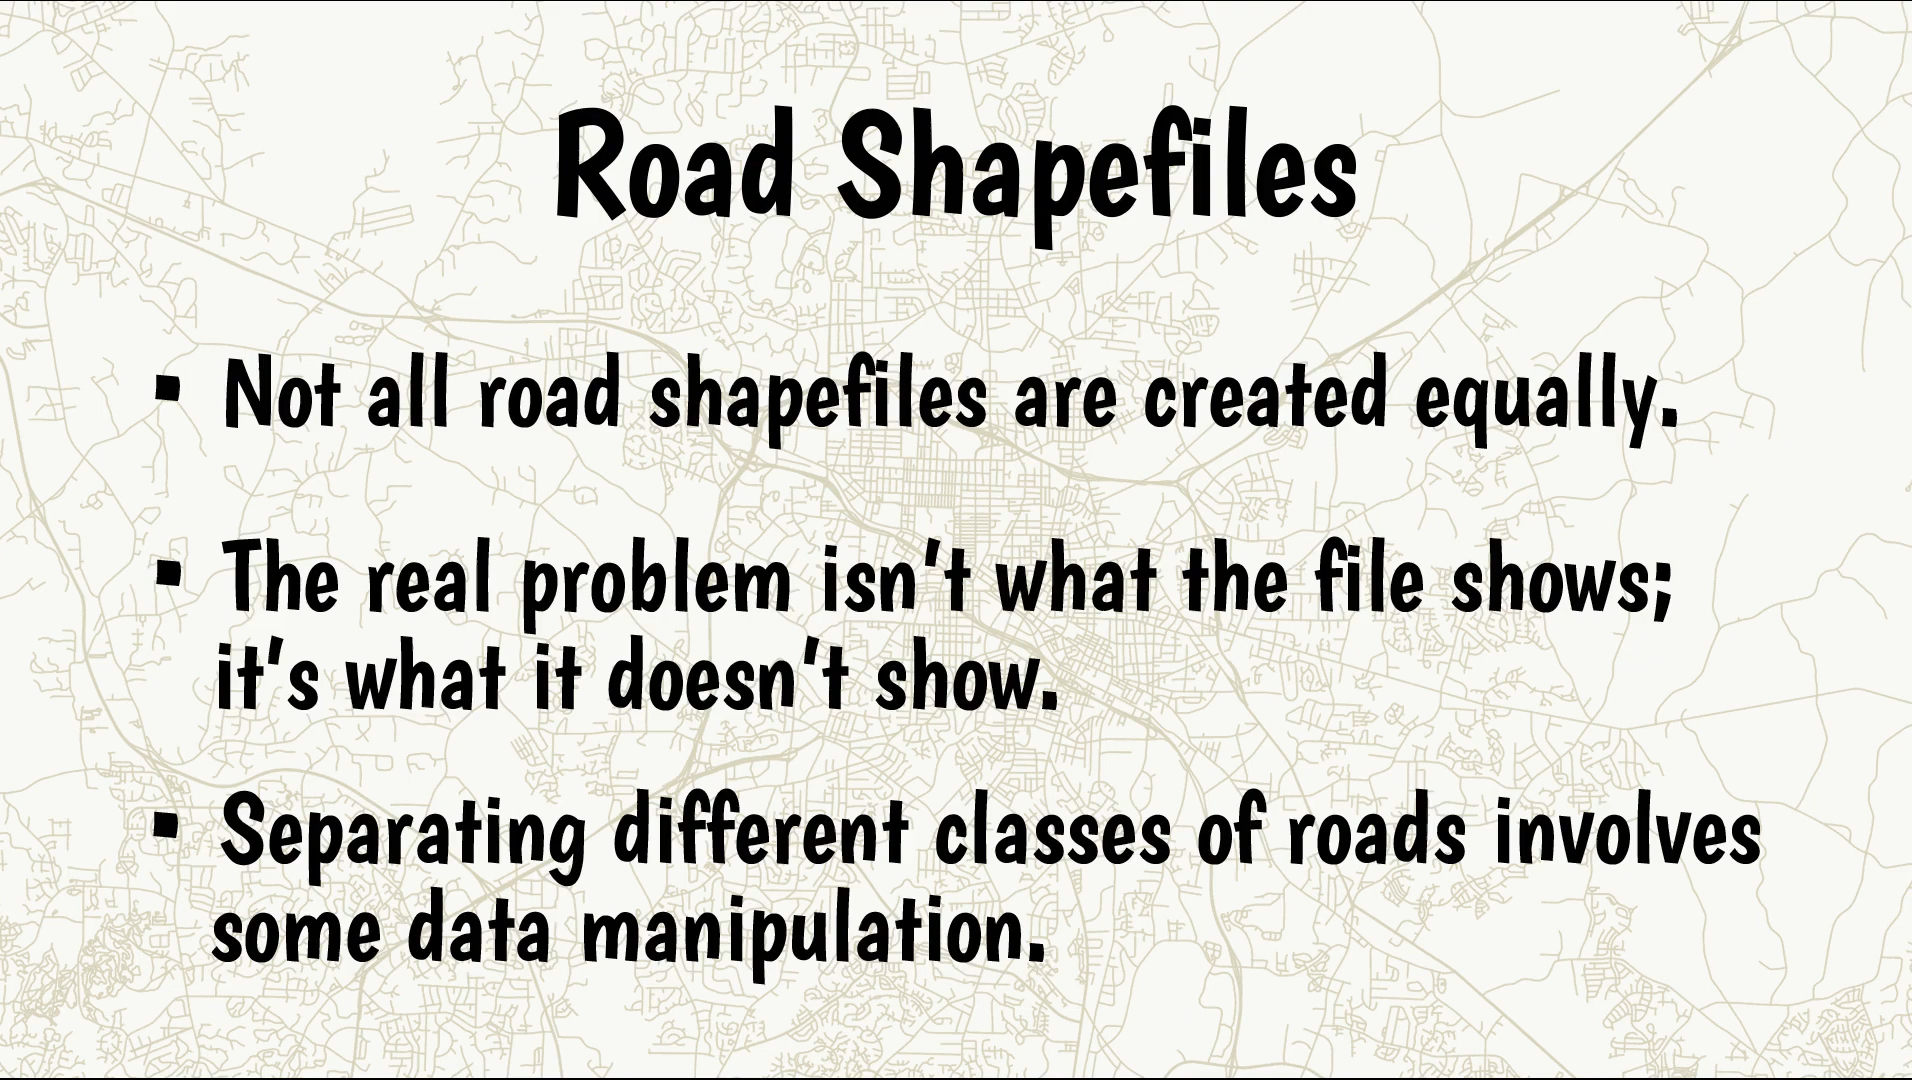 Road Shapefiles
▪ Not all road shapefiles are created equally.
▪ The real problem isn't what the file shows;
it's what it doesn't show.
▪ Separating different classes of roads involves
some data manipulation.